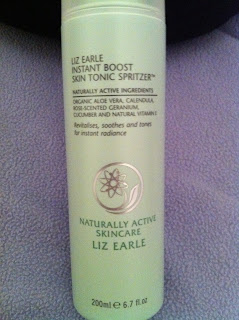 LIZ EARLE
INSTANT BOOST
SKIN TONIC SPRITZER™
NATURALLY ACTIVE INGREDIENTS
ORGANIC ALOE VERA, CALENDULA,
ROSE-SCENTED GERANIUM,
CUCUMBER AND NATURAL VITAMIN E
Revitalises, soothes and tones
for instant radiance
NATURALLY ACTIVE
SKINCARE
LIZ EARLE
200ml ℮ 6.7 fl.oz